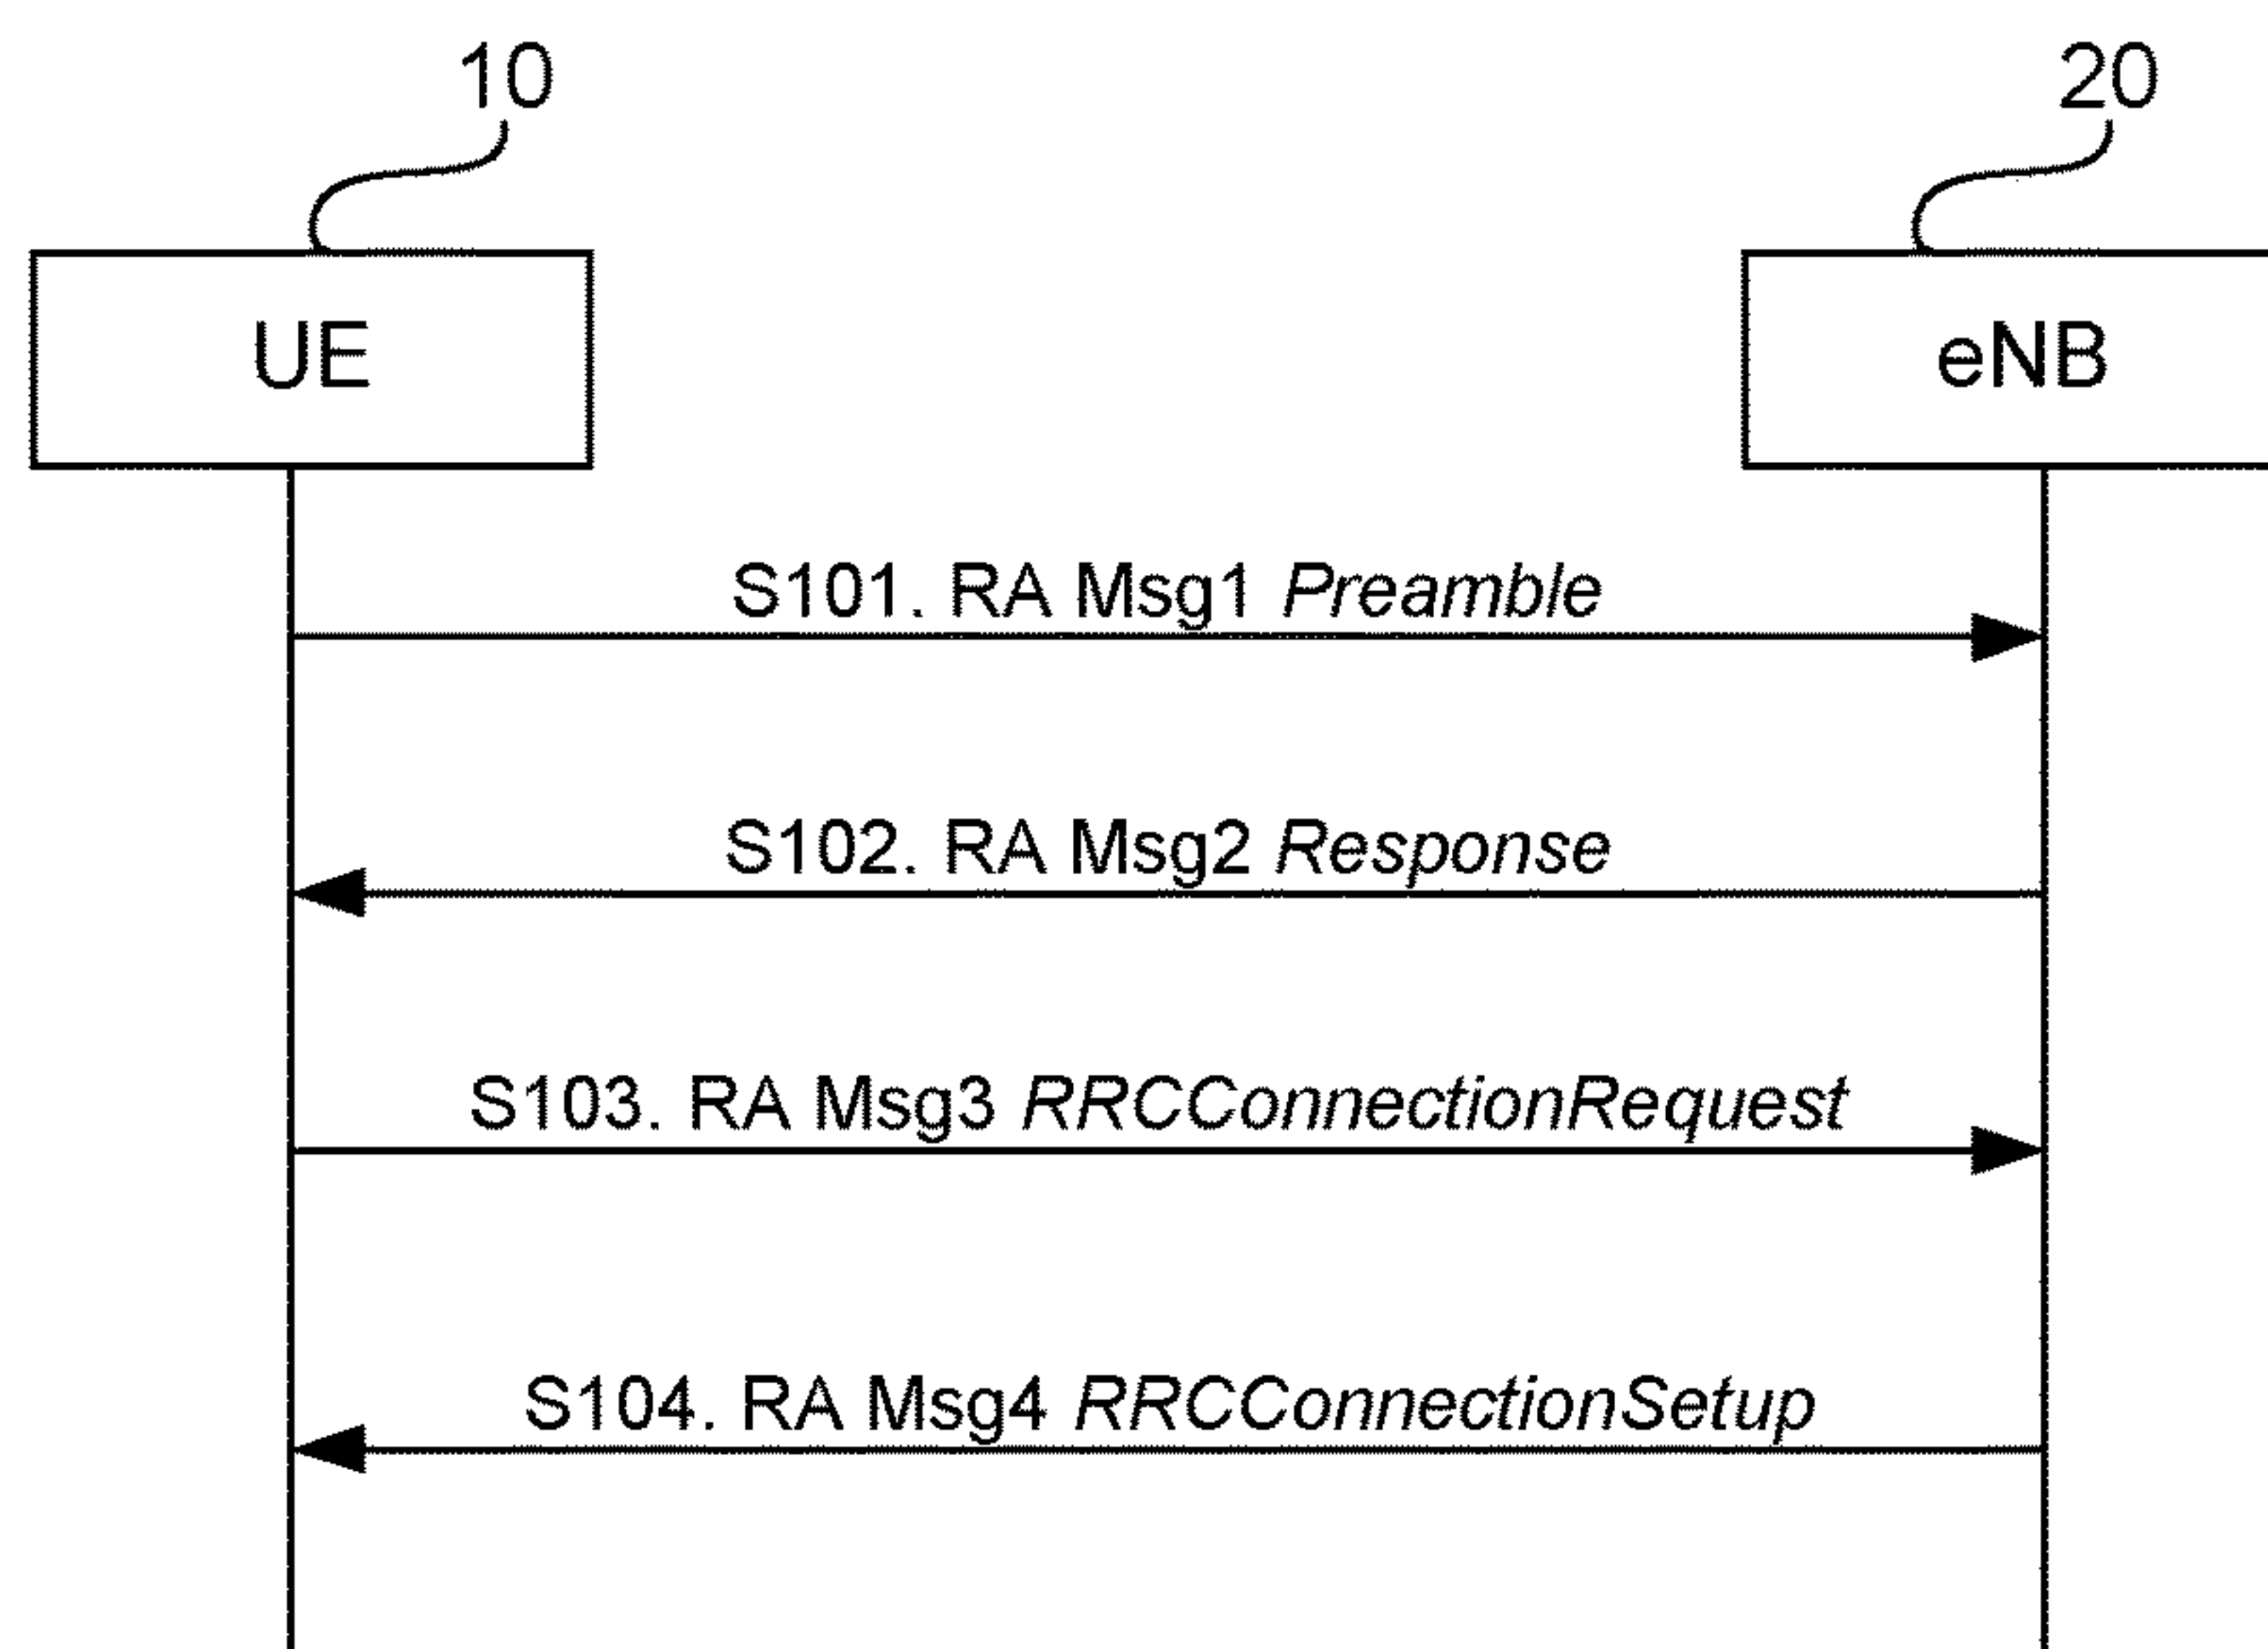 10
20
UE
eNB
S101. RA Msg1 Preamble
S102. RA Msg2 Response
S103. RA Msg3 RRCConnectionRequest
S104. RA Msg4 RRCConnectionSetup